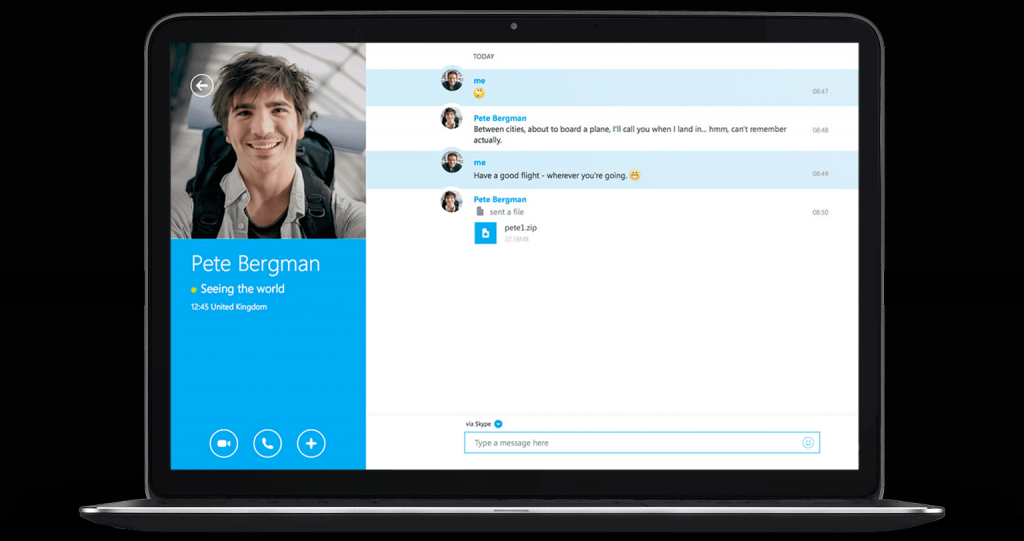 TODAY
me
08:47
Pete Bergman
Between cities, about to board a plane, I'll call you when I land in... hmm, can't remember
actually.
08:48
me
Have a good flight - wherever you're going.
08:49
Pete Bergman
sent a file
08:50
pete1.zip
22.58MB
Pete Bergman
Seeing the world
12:45 United Kingdom
via Skype
Type a message here